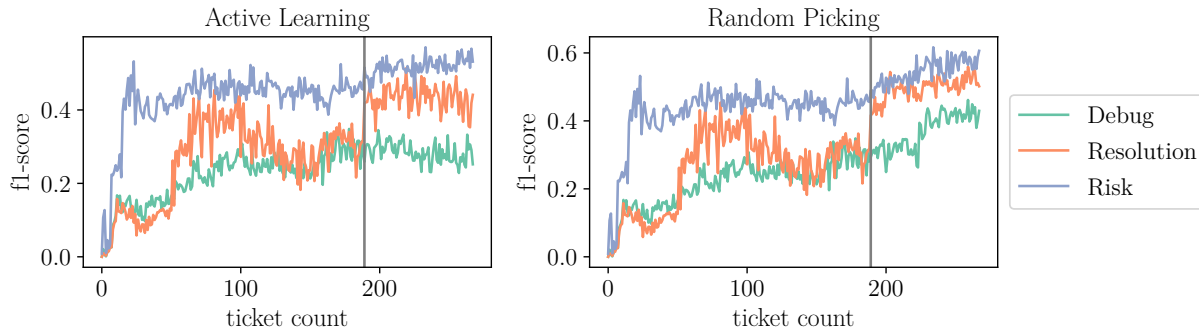 Active Learning
f1-score
0.4
0.2
0.0
0
100
200
ticket count
Random Picking
f1-score
0.6
0.4
0.2
0.0
0
100
200
ticket count
Debug
Resolution
Risk